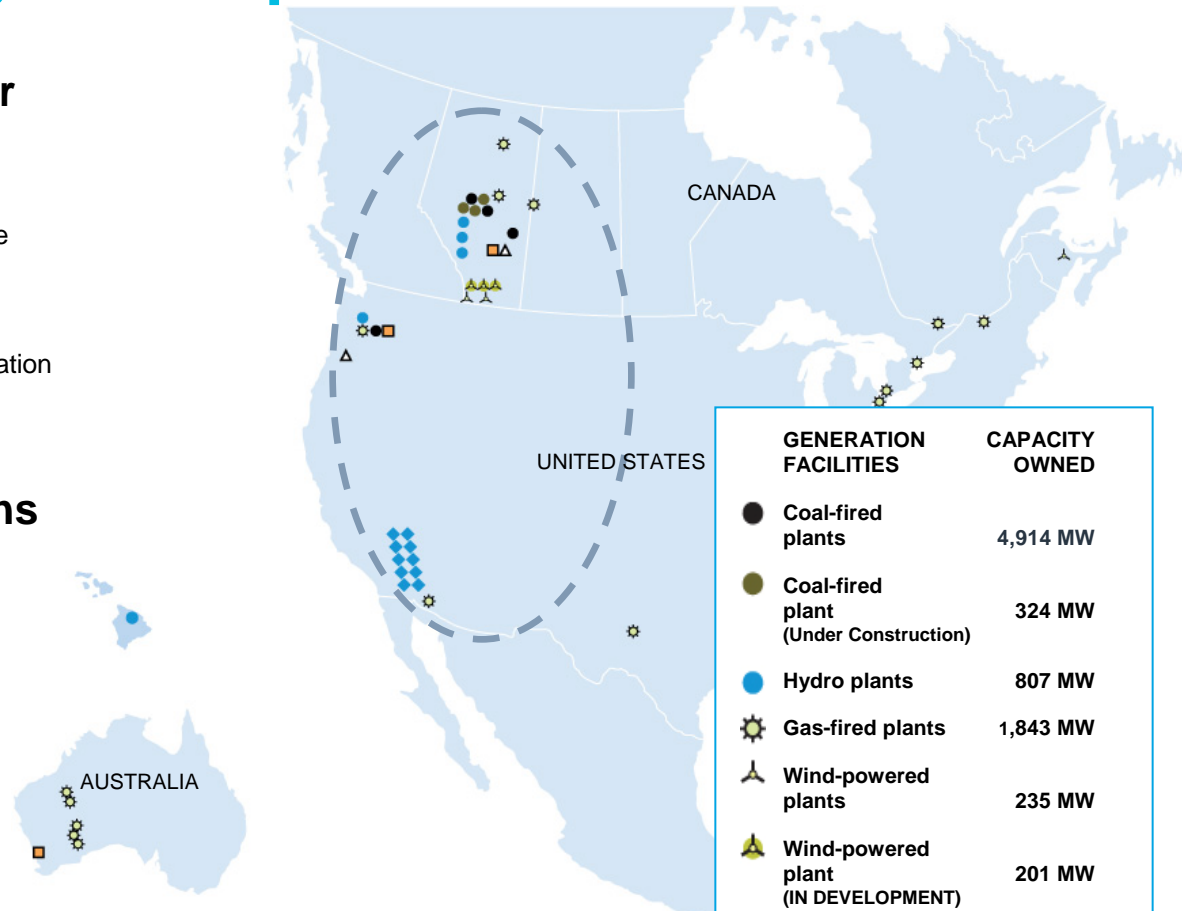 r
e
ation
ns
CANADA
UNITED STATES
AUSTRALIA
GENERATION CAPACITY
FACILITIES OWNED
Coal-fired
plants 4,914 MW
Coal-fired
plant 324 MW
(Under Construction)
Hydro plants 807 MW
Gas-fired plants 1,843 MW
Wind-powered
plants 235 MW
Wind-powered
plant 201 MW
(IN DEVELOPMENT)